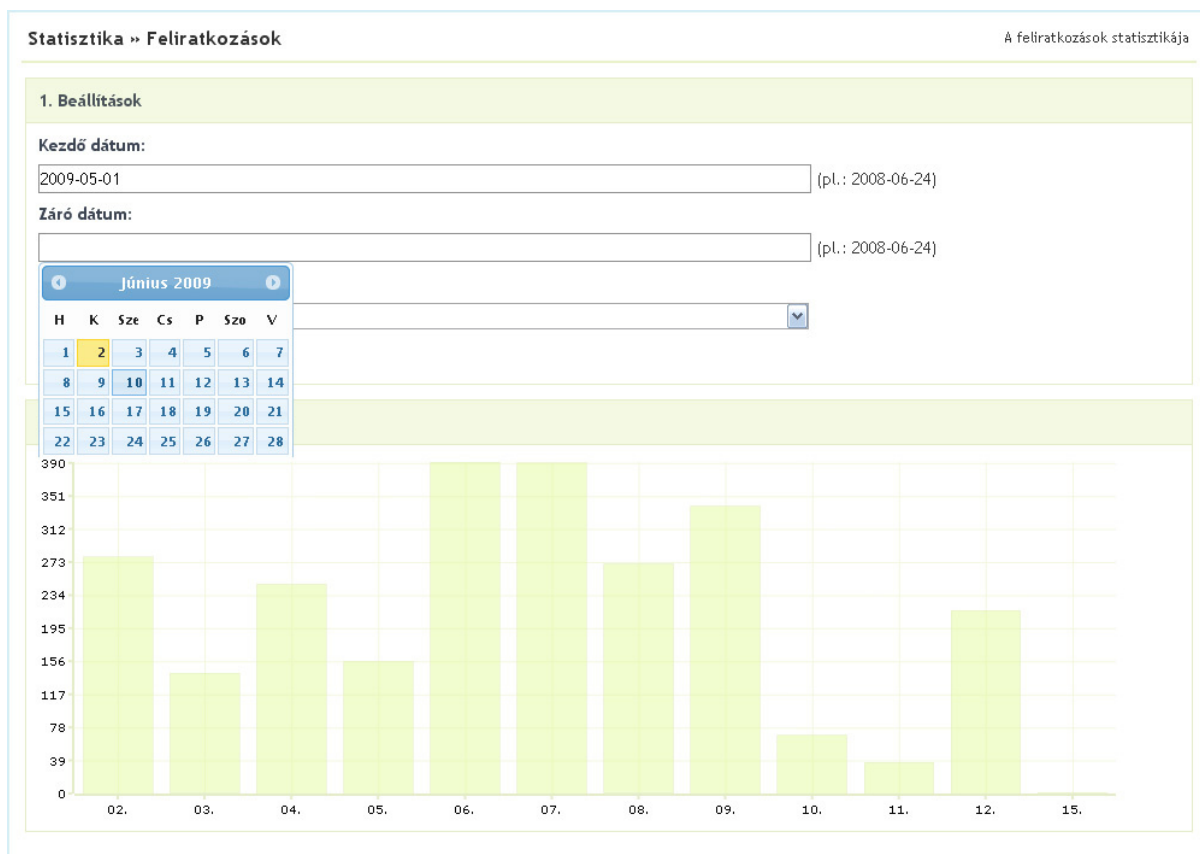 Statisztika » Feliratkozások
A feliratkozások statisztikája
1. Beállítások
Kezdő dátum:
2009-05-01 (pl.: 2008-06-24)
Záró dátum:
(pl.: 2008-06-24)
Június 2009
H K Sze Cs P Szo V
1 2 3 4 5 6 7
8 9 10 11 12 13 14
15 16 17 18 19 20 21
22 23 24 25 26 27 28
390
351
312
273
234
195
156
117
78
39
0
02. 03. 04. 05. 06. 07. 08. 09. 10. 11. 12. 15.